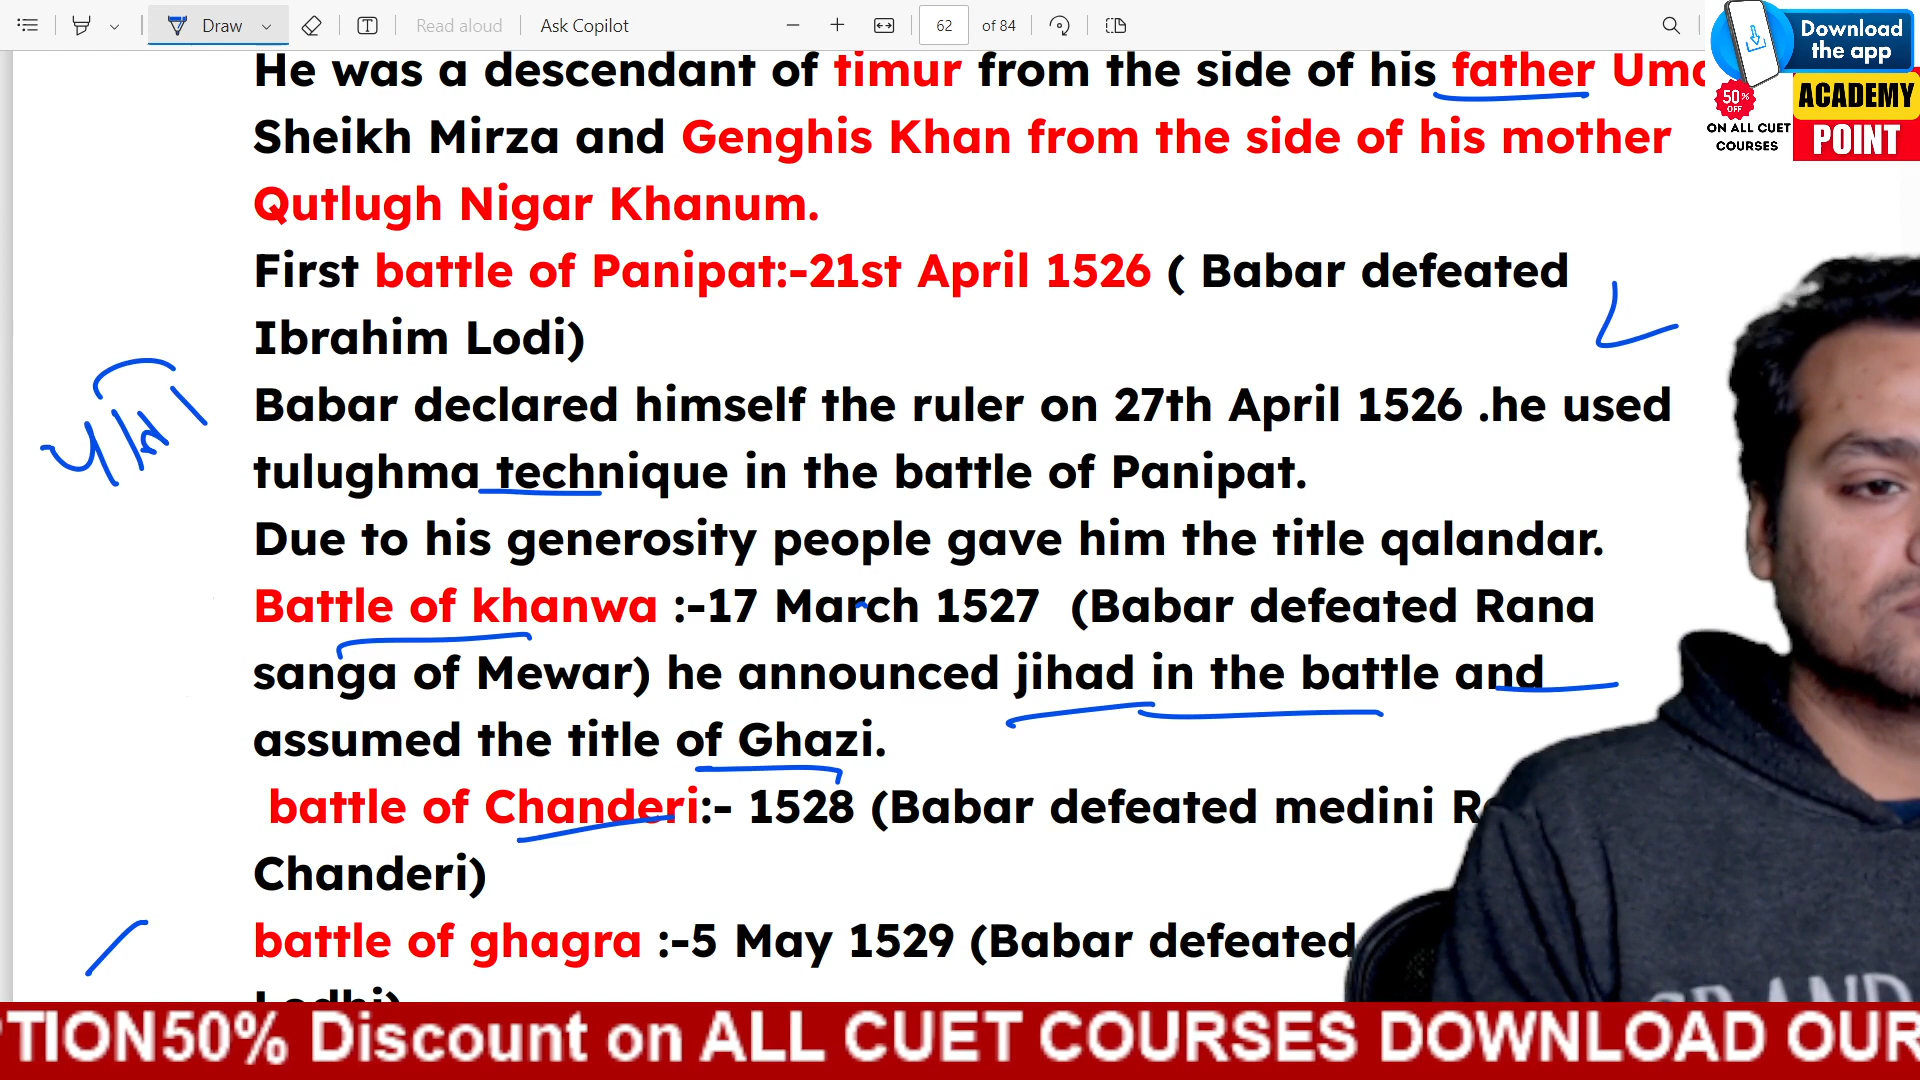 Draw
Read aloud
Ask Copilot
62 of 84
Download
the app
50%
OFF
ON ALL CUET
COURSES
ACADEMY
POINT
He was a descendant of timur from the side of his father
Sheikh Mirza and Genghis Khan from the side of his mother
Qutlugh Nigar Khanum.
First battle of Panipat:-21st April 1526 ( Babar defeated
Ibrahim Lodi)
Babar declared himself the ruler on 27th April 1526 .he used
tulughma technique in the battle of Panipat.
Due to his generosity people gave him the title qalandar.
Battle of khanwa :-17 March 1527 (Babar defeated Rana
sanga of Mewar) he announced jihad in the battle and
assumed the title of Ghazi.
battle of Chanderi:- 1528 (Babar defeated medini
Chanderi)
battle of ghagra :-5 May 1529 (Babar defeated
Lodhi)
PTION50% Discount on ALL CUET COURSES DOWNLOAD OUR